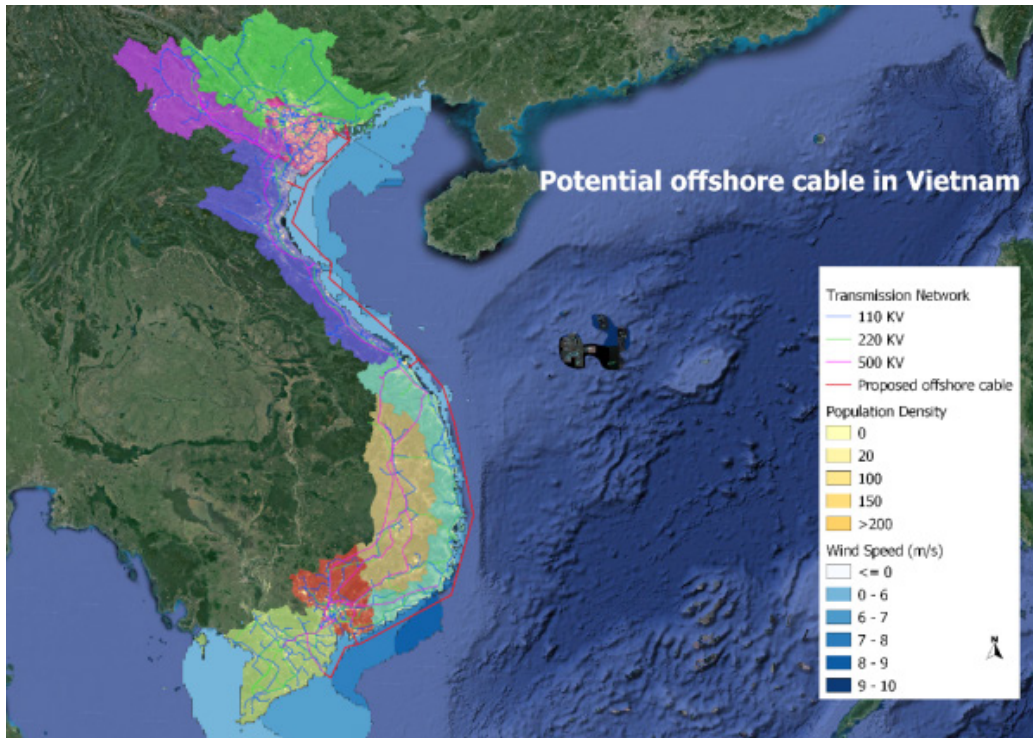 Potential offshore cable in Vietnam
Transmission Network
110 KV
220 KV
500 KV
Proposed offshore cable
Population Density
0
20
100
150
>200
Wind Speed (m/s)
<= 0
0 - 6
6 - 7
7 - 8
8 - 9
9 - 10
N